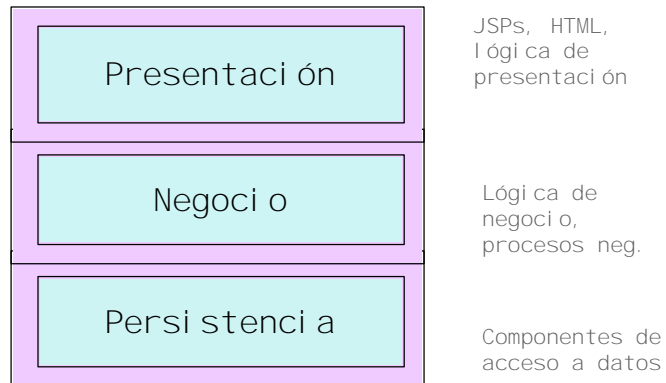 Presentación
JSPs, HTML,
lógica de
presentación
Negocio
Lógica de
negocio,
procesos neg.
Persistencia
Componentes de
acceso a datos